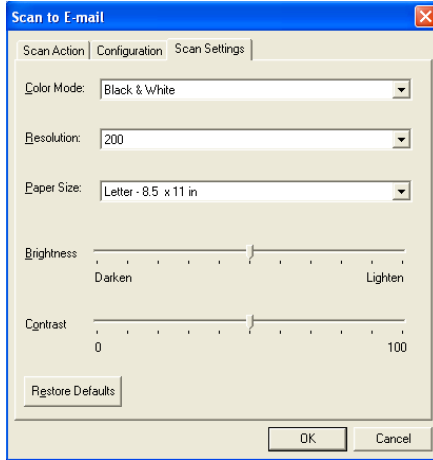 Scan to E-mail
Scan Action Configuration Scan Settings
Color Mode: Black & White
Resolution: 200
Paper Size: Letter - 8.5 x 11 in
Brightness
Darken Lighten
Contrast
0 100
Restore Defaults
OK Cancel